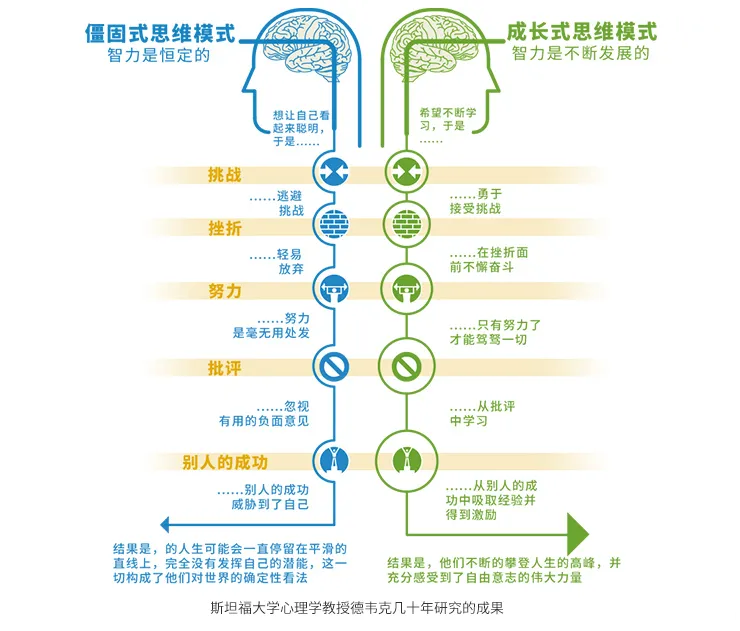 僵固式思维模式
智力是恒定的
成长式思维模式
智力是不断发展的
想让自己看
起来聪明，
于是……
希望不断学
习，于是
……
挑战
……逃避
挑战
……勇于
接受挑战
挫折
……轻易
放弃
……在挫折面
前不懈奋斗
努力
……努力
是毫无用处发
……只有努力了
才能驾驽一切
批评
……忽视
有用的负面意见
……从批评
中学习
别人的成功
……别人的成功
威胁到了自己
……从别人的成
功中吸取经验并
得到激励
结果是，的人生可能会一直停留在平滑的
直线上，完全没有发挥自己的潜能，这一
切构成了他们对世界的确定性看法
结果是，他们不断的攀登人生的高峰，并
充分感受到了自由意志的伟大力量
斯坦福大学心理学教授德韦克几十年研究的成果